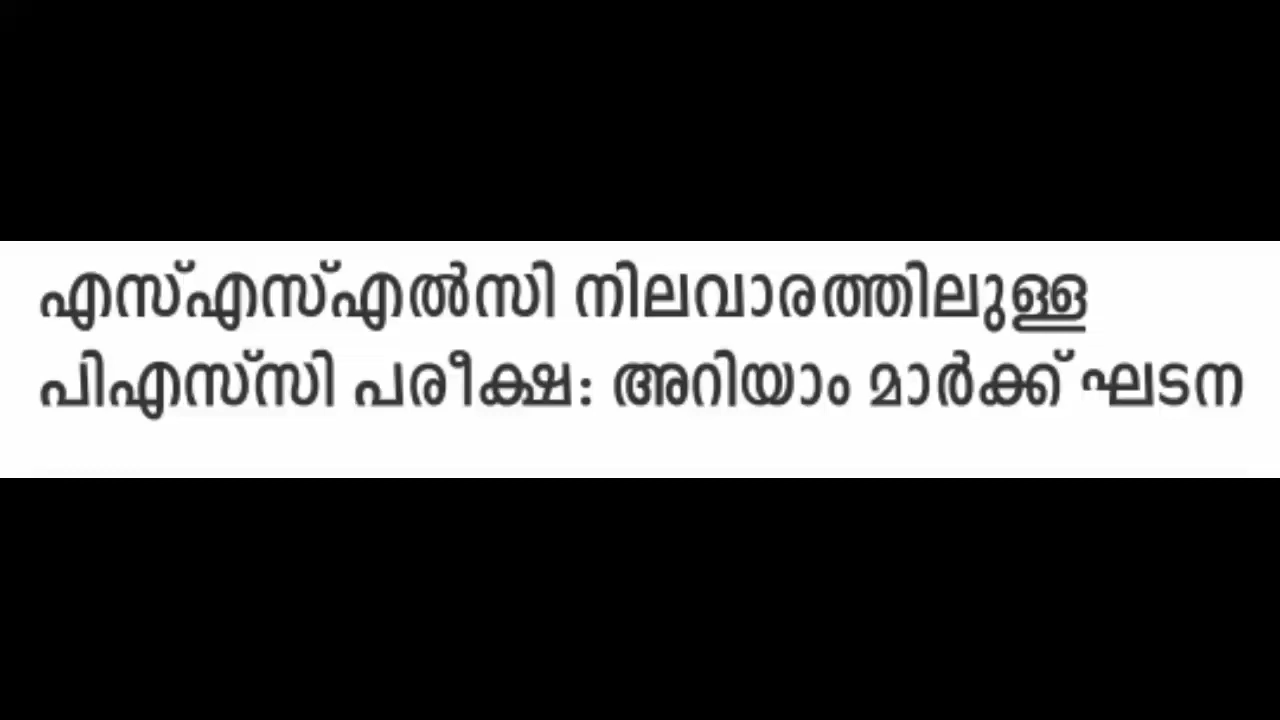 എസ്എസ്എൽസി നിലവാരത്തിലുള്ള
പിഎസ്‌സി പരീക്ഷ: അറിയാം മാർക്ക് ഘടന